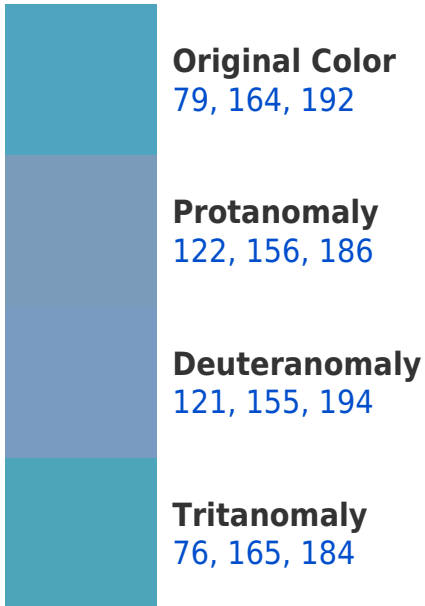 Original Color
79, 164, 192
Protanomaly
122, 156, 186
Deuteranomaly
121, 155, 194
Tritanomaly
76, 165, 184